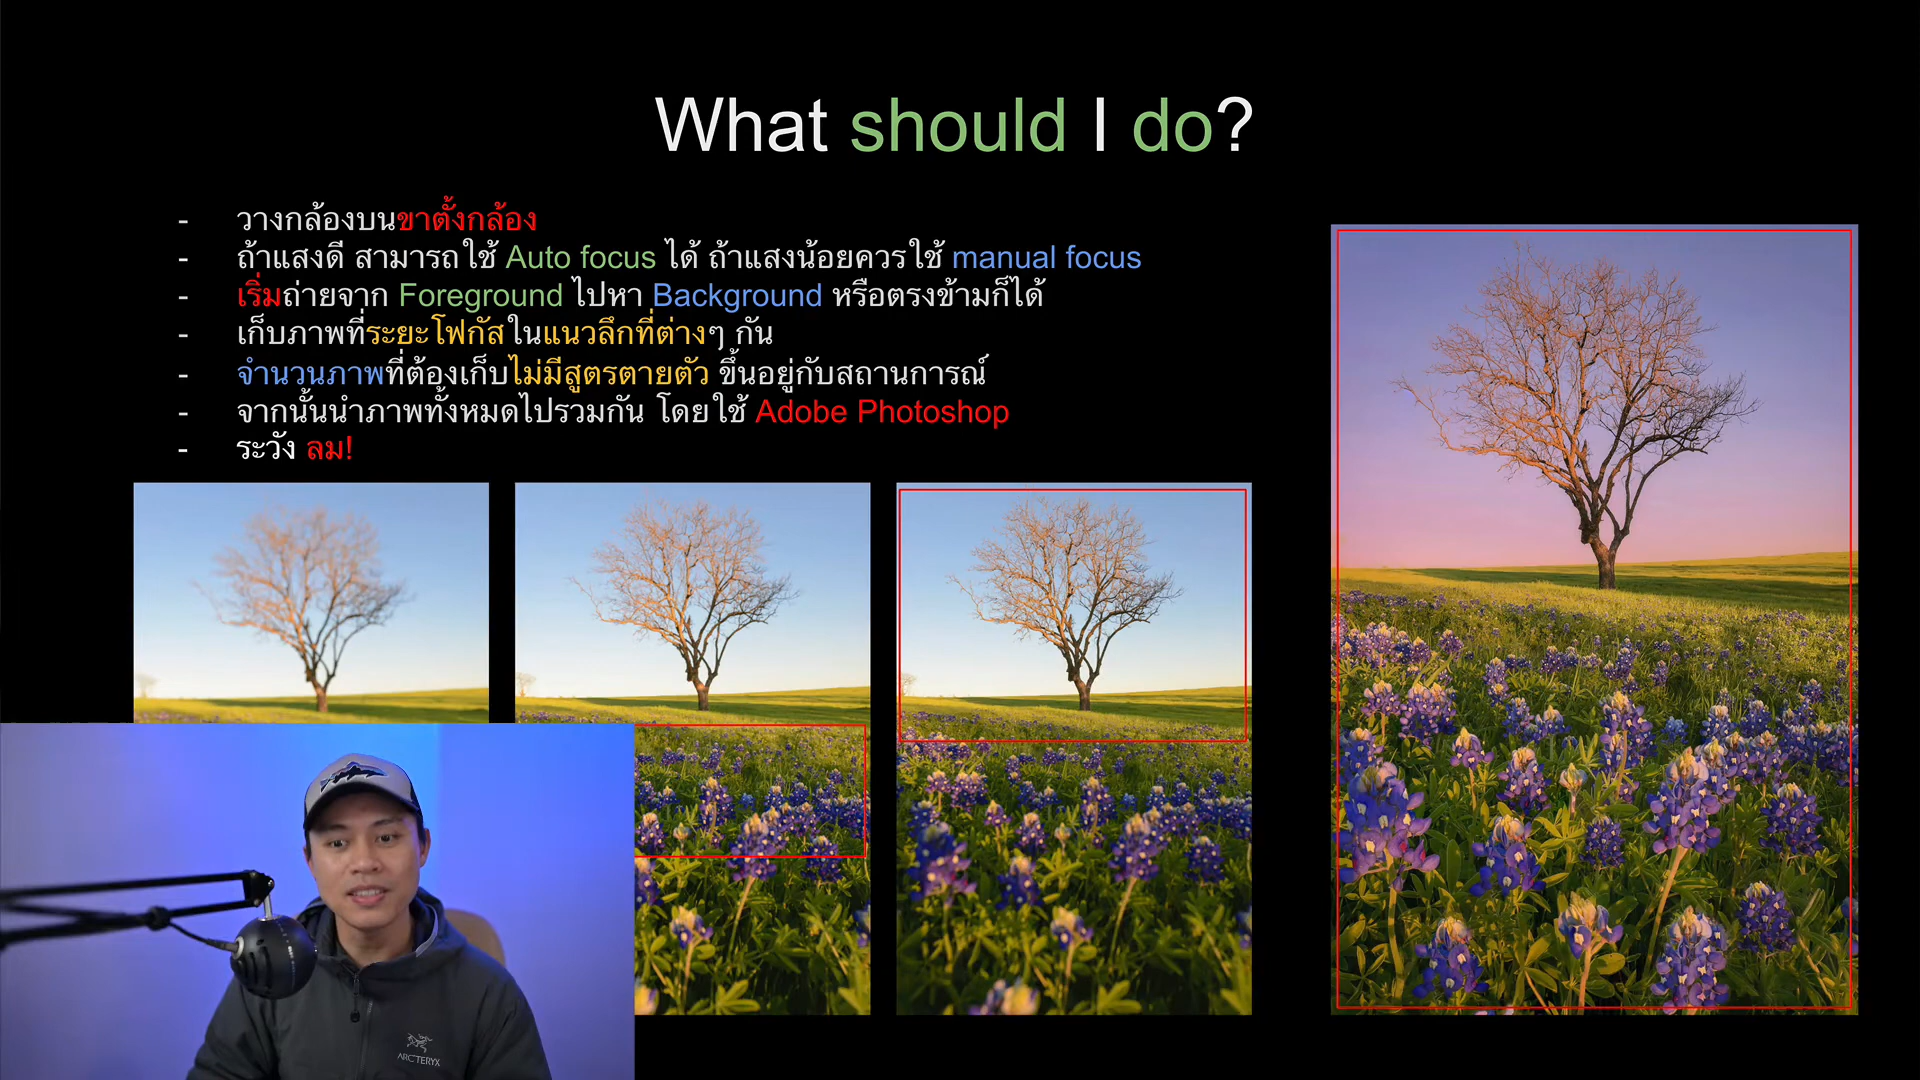 What should I do?
- วางกล้องบนขาตั้งกล้อง
- ถ้าแสงดี สามารถใช้ Auto focus ได้ ถ้าแสงน้อยควรใช้ manual focus
- เริ่มถ่ายจาก Foreground ไปหา Background หรือตรงข้ามก็ได้
- เก็บภาพที่ระยะโฟกัสในแนวลึกที่ต่างๆ กัน
- จำนวนภาพที่ต้องเก็บไม่มีสูตรตายตัว ขึ้นอยู่กับสถานการณ์
- จากนั้นนำภาพทั้งหมดไปรวมกัน โดยใช้ Adobe Photoshop
- ระวัง ลม!
ARC'TERYX